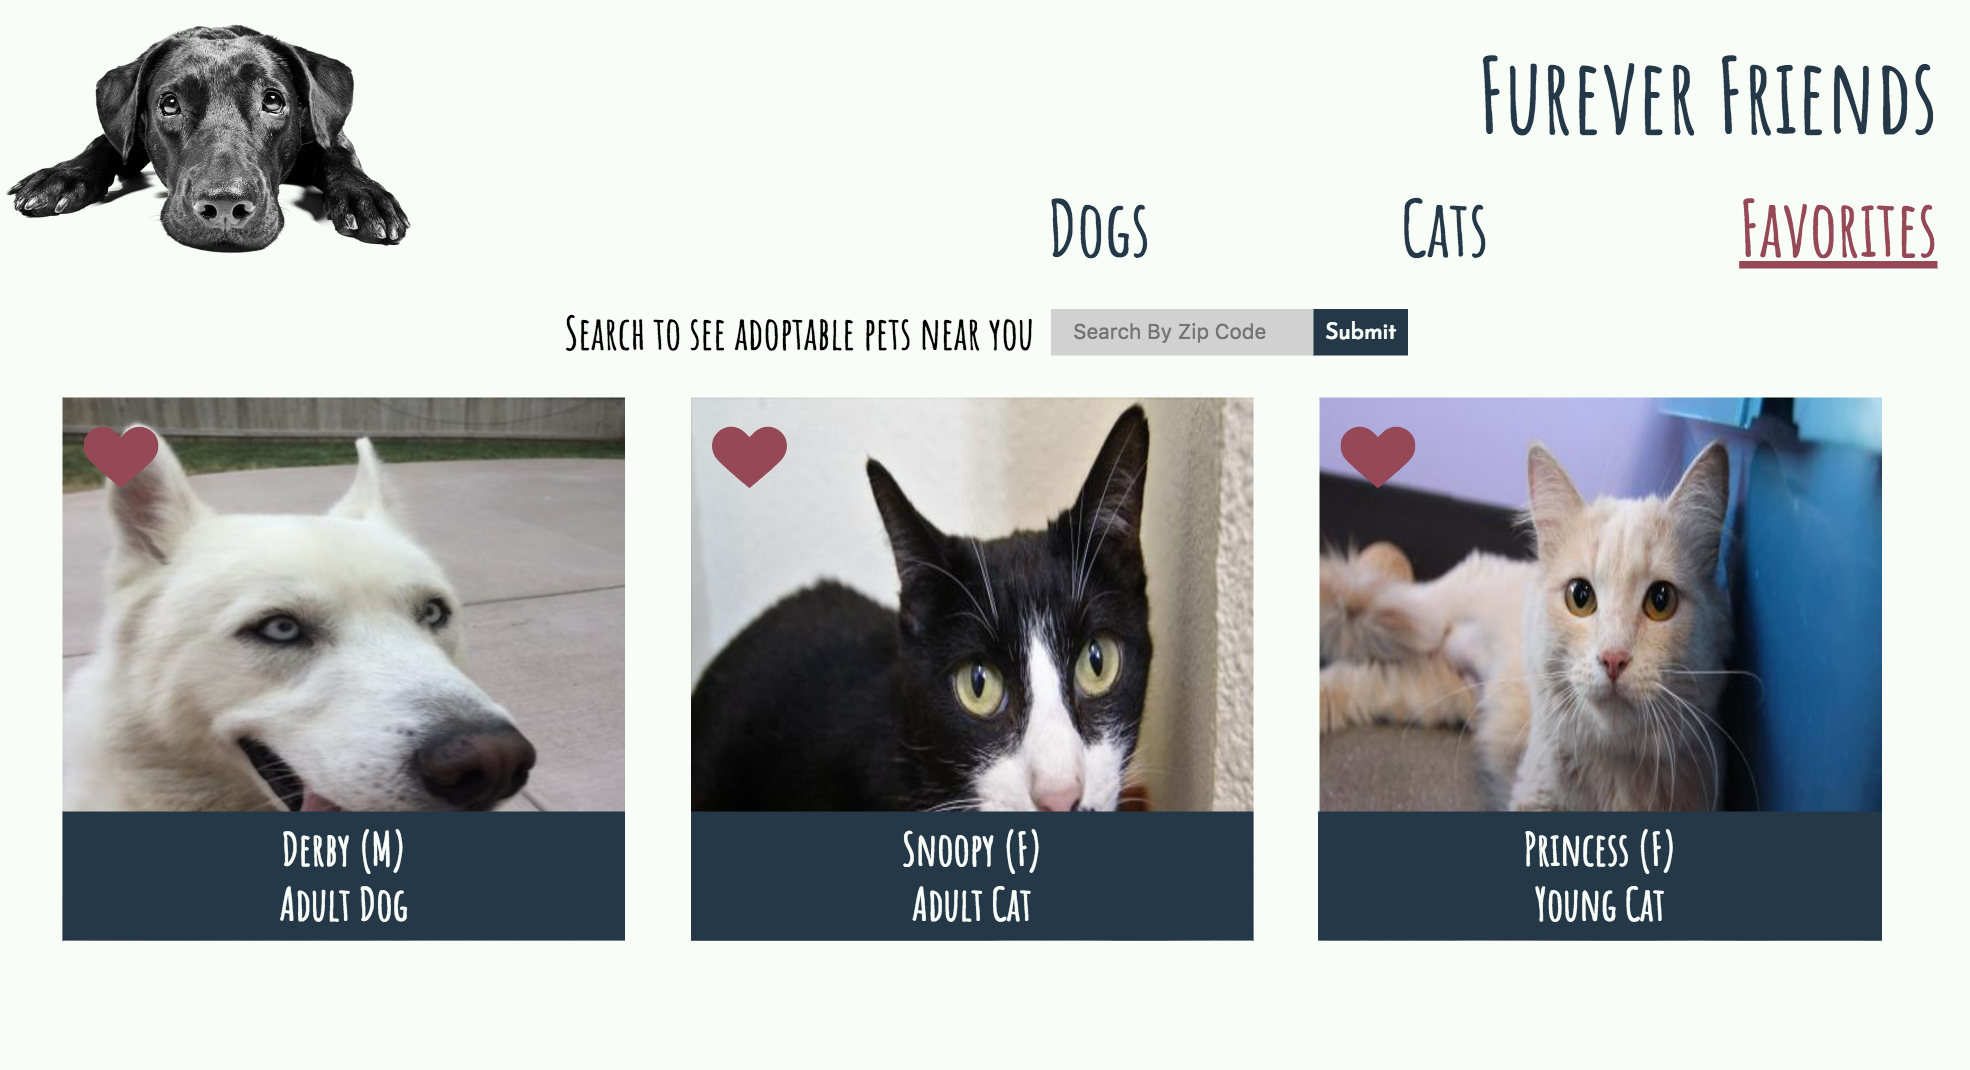 Furever Friends
Dogs Cats Favorites
Search to see adoptable pets near you Search By Zip Code Submit
Derby (M)
Adult Dog
Snoopy (F)
Adult Cat
Princess (F)
Young Cat